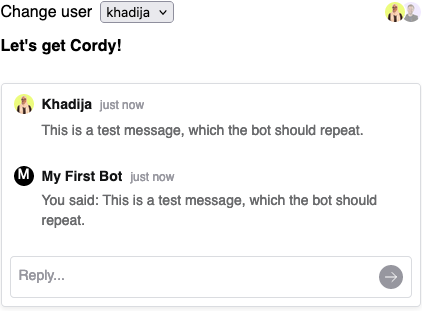 Change user khadija
Let's get Cordy!
Khadija just now
This is a test message, which the bot should repeat.
M My First Bot just now
You said: This is a test message, which the bot should
repeat.
Reply...